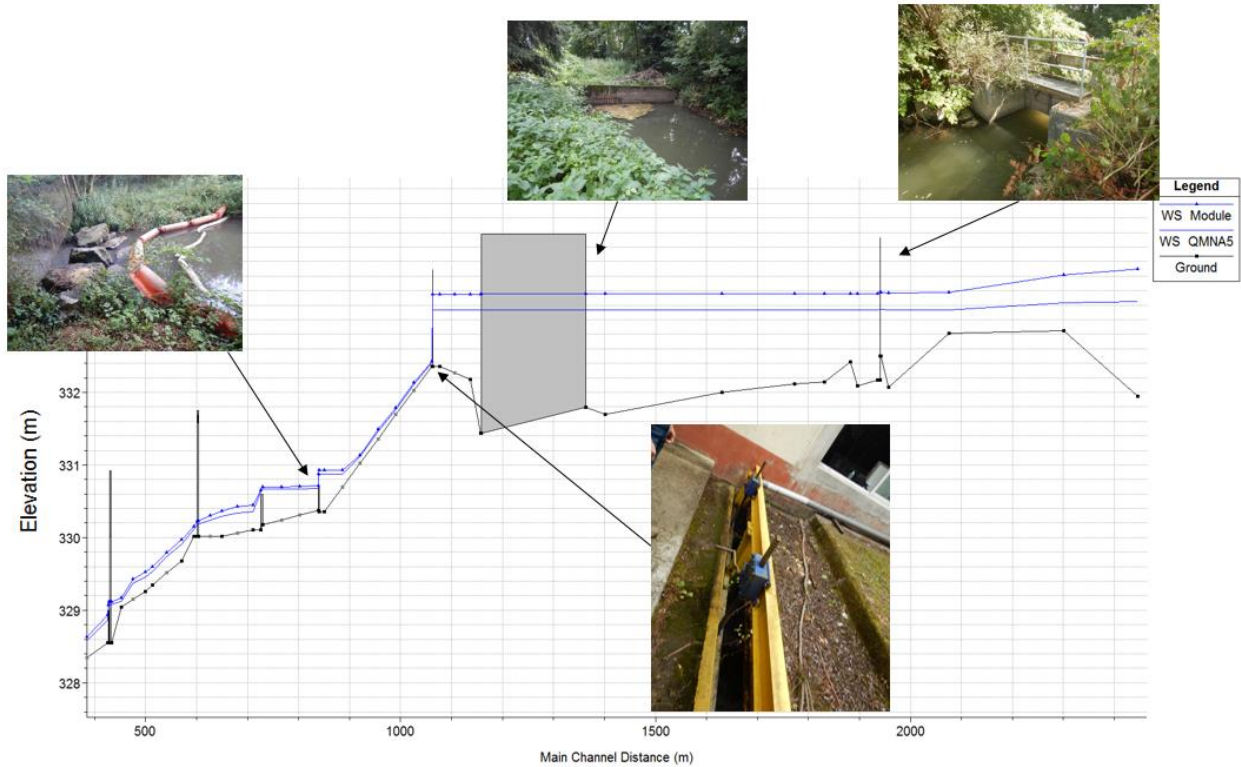 Legend
WS Module
WS QMNA5
Ground
Elevation (m)
332
331
330
329
328
500
1000
1500
2000
Main Channel Distance (m)